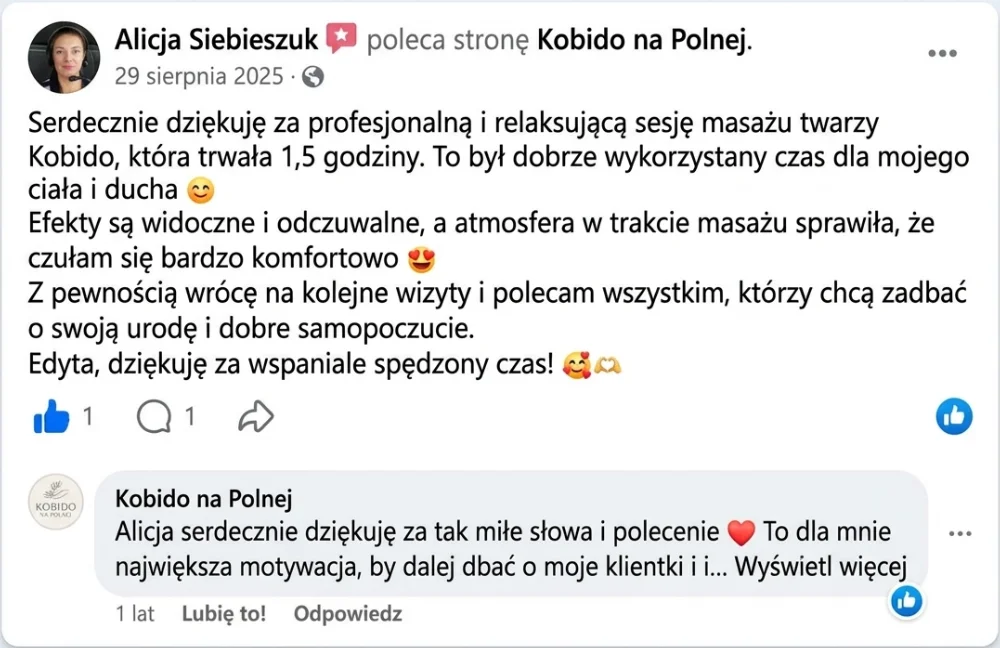 Alicja Siebieszuk poleca stronę Kobido na Polnej.
29 sierpnia 2025 ·
Serdecznie dziękuję za profesjonalną i relaksującą sesję masażu twarzy
Kobido, która trwała 1,5 godziny. To był dobrze wykorzystany czas dla mojego
ciała i ducha 😊
Efekty są widoczne i odczuwalne, a atmosfera w trakcie masażu sprawiła, że
czułam się bardzo komfortowo 😍
Z pewnością wrócę na kolejne wizyty i polecam wszystkim, którzy chcą zadbać
o swoją urodę i dobre samopoczucie.
Edyta, dziękuję za wspaniale spędzony czas! 🥰🫶
1 1
KOBIDO
NA POLNEJ
Kobido na Polnej
Alicja serdecznie dziękuję za tak miłe słowa i polecenie ❤️ To dla mnie
największa motywacja, by dalej dbać o moje klientki i i... Wyświetl więcej
1 lat Lubię to! Odpowiedz